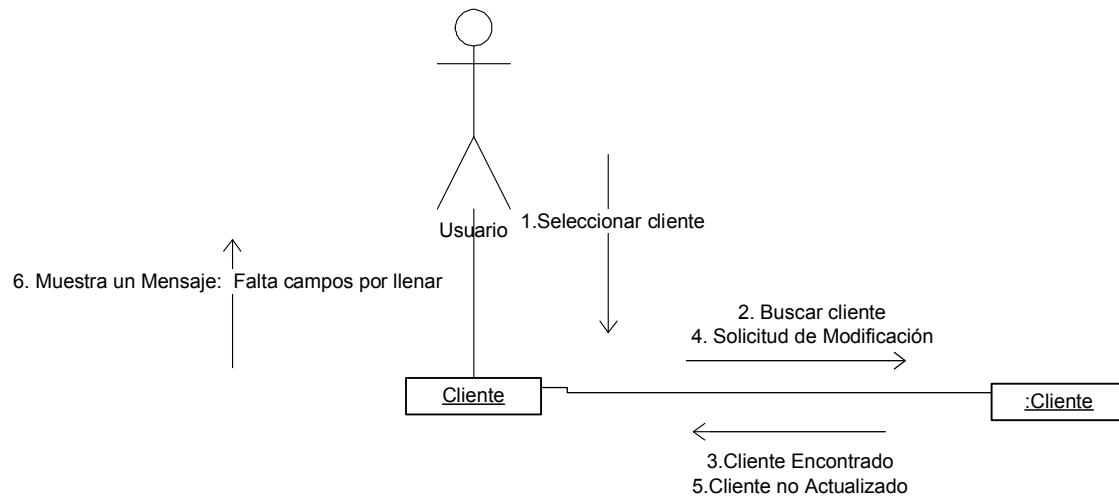 1.Seleccionar cliente
Usuario
6. Muestra un Mensaje:  Falta campos por llenar
2. Buscar cliente
4. Solicitud de Modificación
Cliente
:Cliente
3.Cliente Encontrado
5.Cliente no Actualizado